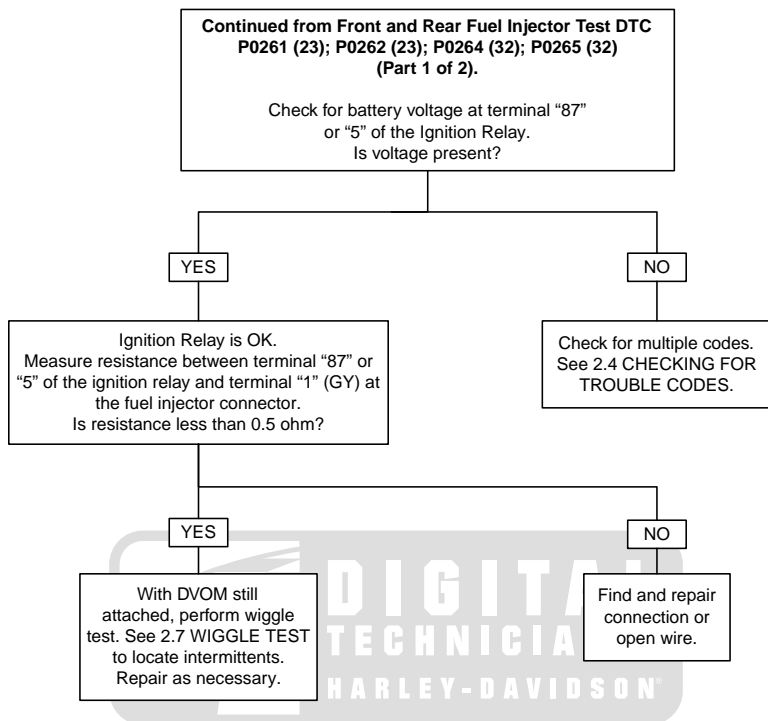 Continued from Front and Rear Fuel Injector Test DTC
P0261 (23); P0262 (23); P0264 (32); P0265 (32)
(Part 1 of 2).
Check for battery voltage at terminal “87”
or “5” of the Ignition Relay.
Is voltage present?
YES
NO
Ignition Relay is OK.
Measure resistance between terminal “87” or
“5” of the ignition relay and terminal “1” (GY) at
the fuel injector connector.
Is resistance less than 0.5 ohm?
Check for multiple codes.
See 2.4 CHECKING FOR
TROUBLE CODES.
YES
NO
With DVOM still
attached, perform wiggle
test. See 2.7 WIGGLE TEST
to locate intermittents.
Repair as necessary.
Find and repair
connection or
open wire.
DIGITAL
TECHNICIA
HARLEY-DAVIDSON®